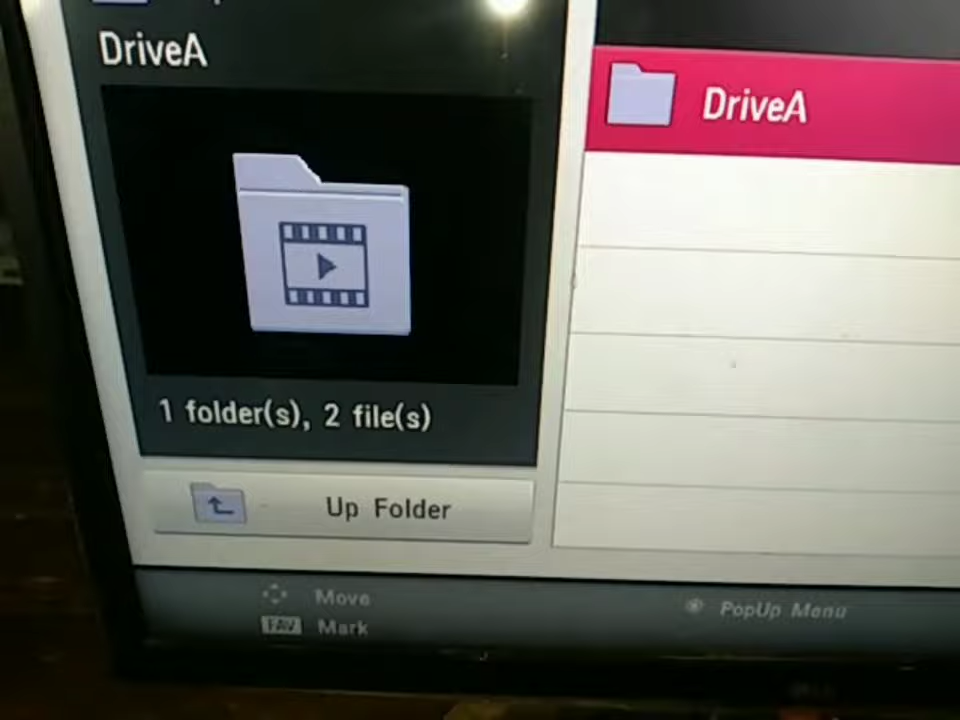 DriveA
DriveA
1 folder(s), 2 file(s)
Up Folder
Move
PopUp Menu
FAV Mark